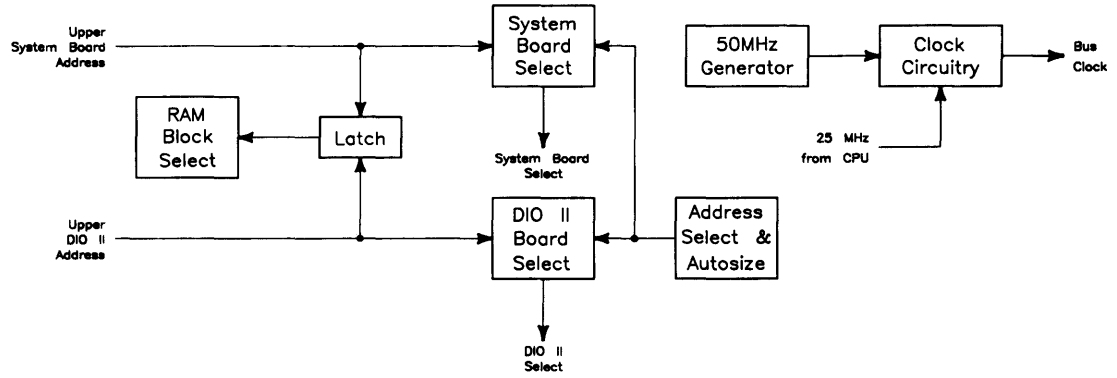 Upper
System Board
Address
System
Board
Select
50MHz
Generator
Clock
Circuitry
Bus
Clock
RAM
Block
Select
Latch
25 MHz
from CPU
System Board
Select
Upper
DIO II
Address
DIO II
Board
Select
Address
Select &
Autosize
DIO II
Select